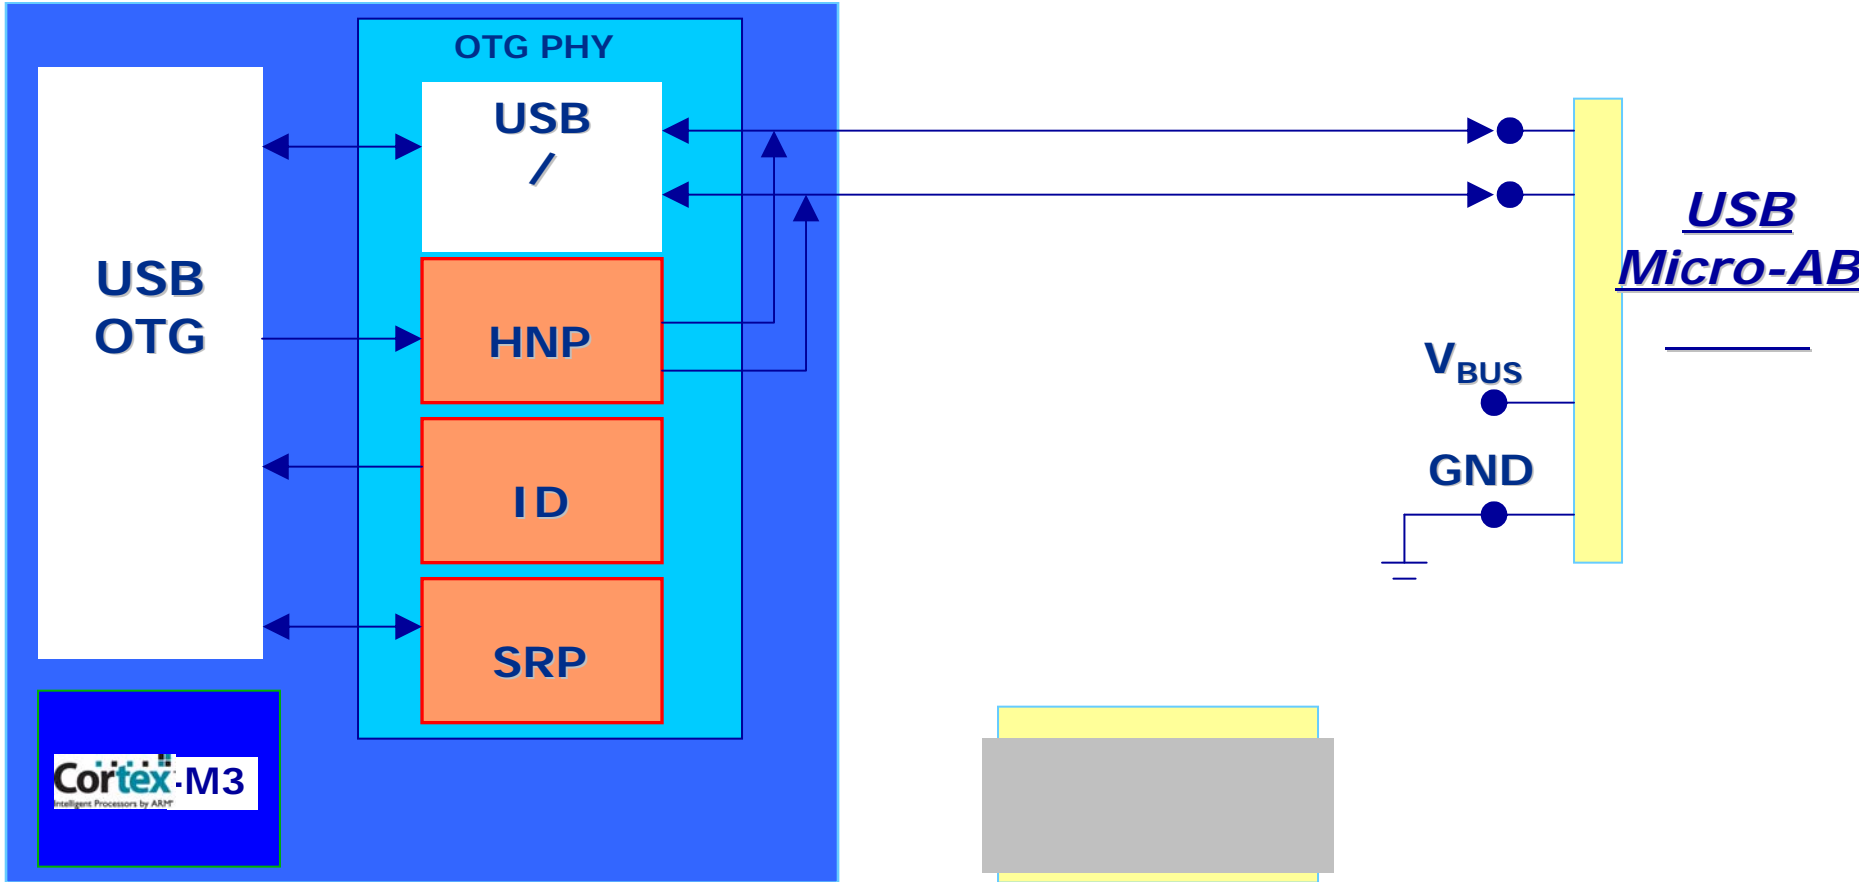 OTG PHY
USB
/
USB
OTG
HNP
ID
SRP
Cortex
Intelligent Processors by ARM
-M3
USB
Micro-AB
VBUS
GND